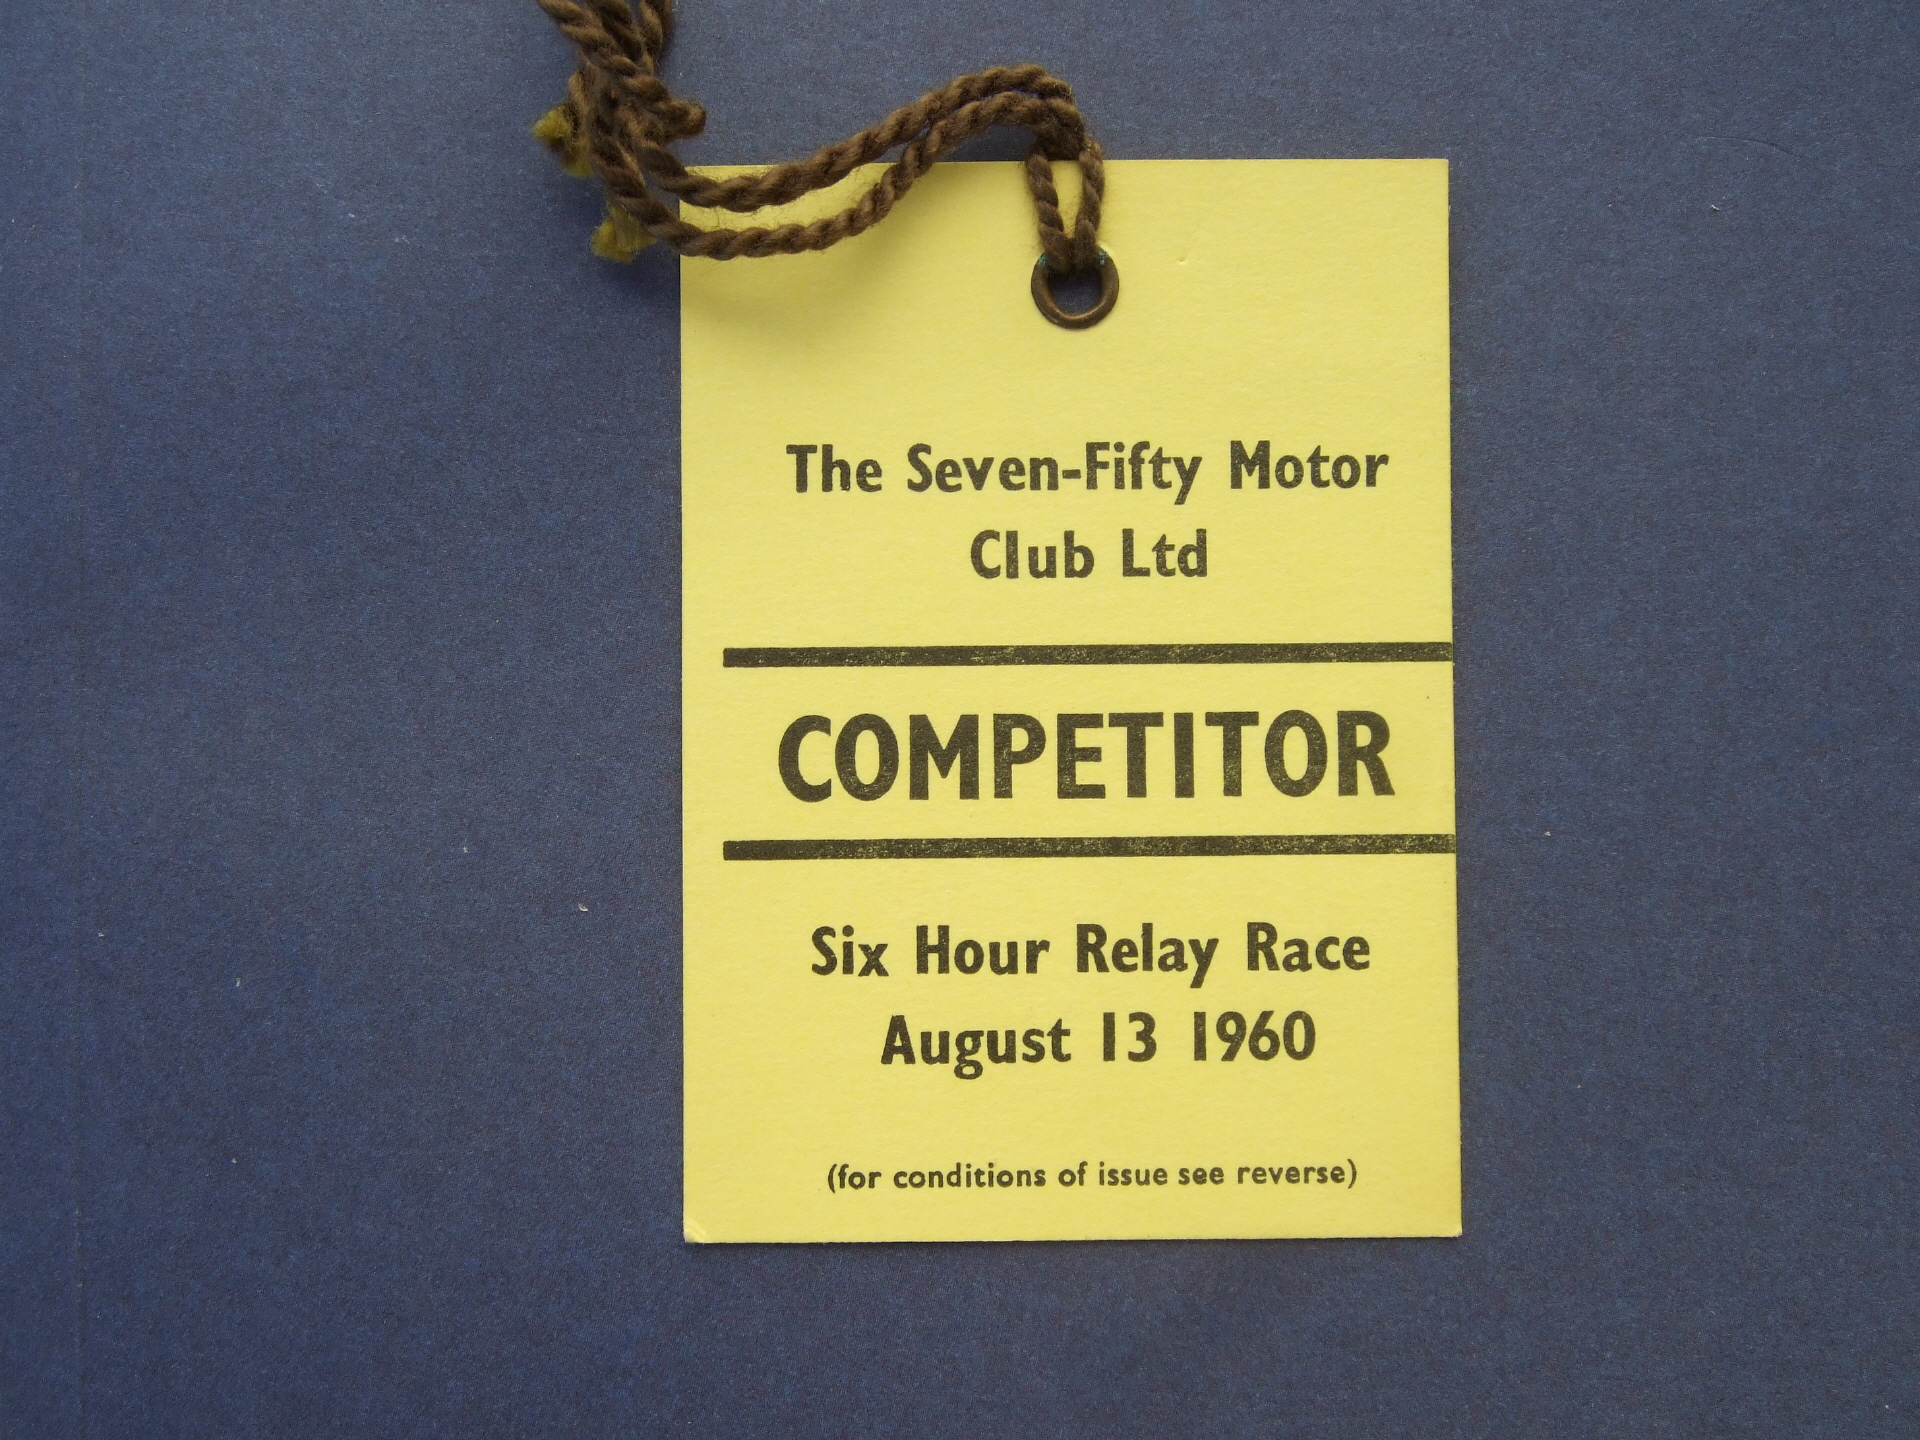 The Seven-Fifty Motor
Club Ltd
COMPETITOR
Six Hour Relay Race
August 13 1960
(for conditions of issue see reverse)